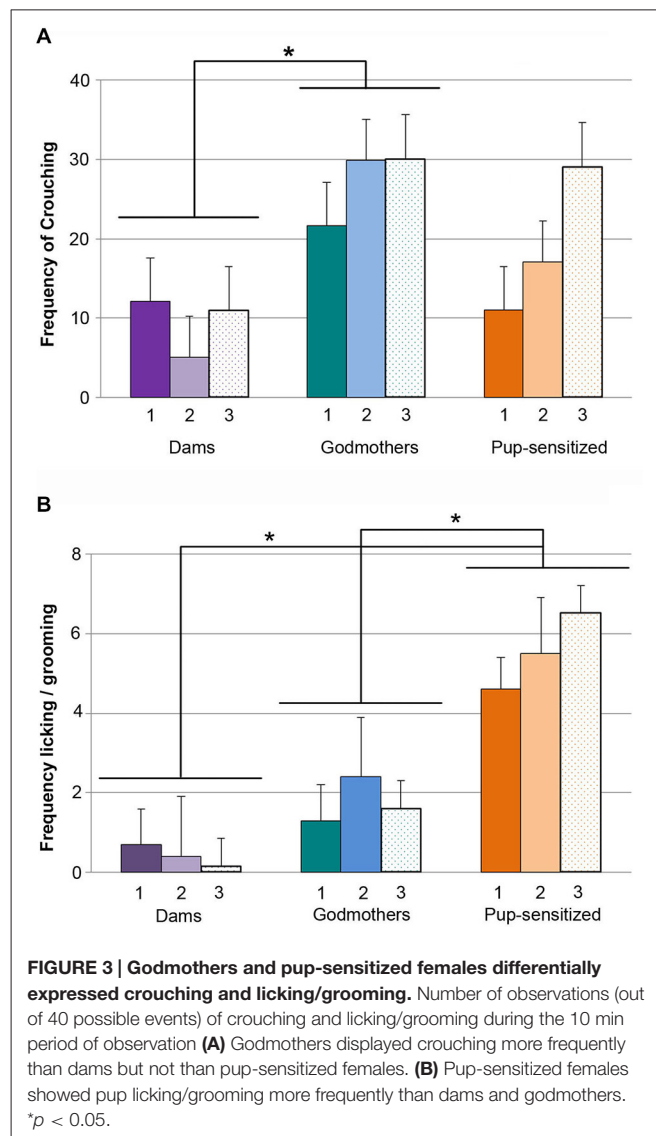 A
*
40
30
20
10
0
Frequency of Crouching
1 2 3 1 2 3 1 2 3
Dams Godmothers Pup-sensitized
B
*
*
8
6
4
2
0
Frequency licking / grooming
1 2 3 1 2 3 1 2 3
Dams Godmothers Pup-sensitized
FIGURE 3 | Godmothers and pup-sensitized females differentially
expressed crouching and licking/grooming. Number of observations (out
of 40 possible events) of crouching and licking/grooming during the 10 min
period of observation (A) Godmothers displayed crouching more frequently
than dams but not than pup-sensitized females. (B) Pup-sensitized females
showed pup licking/grooming more frequently than dams and godmothers.
*p < 0.05.